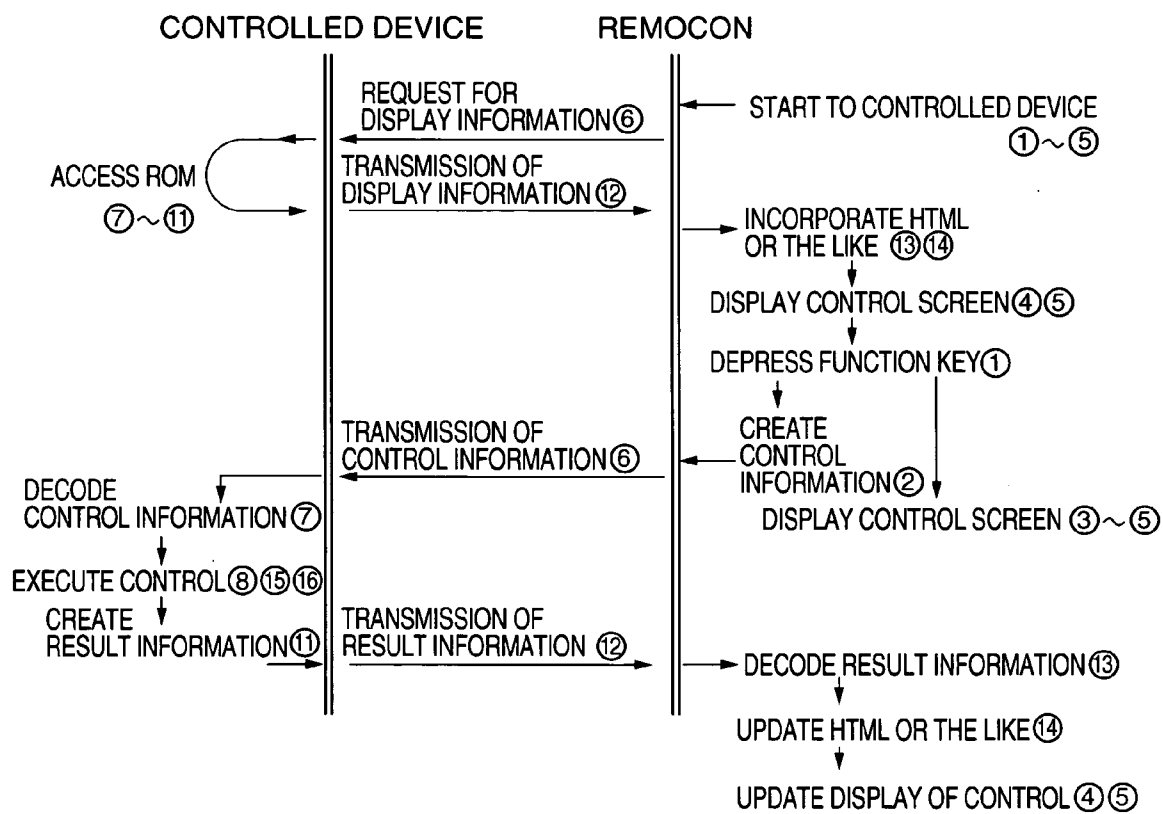 CONTROLLED DEVICE
REMOCON
REQUEST FOR
DISPLAY INFORMATION⑥
START TO CONTROLLED DEVICE
①~⑤
ACCESS ROM
⑦~⑪
TRANSMISSION OF
DISPLAY INFORMATION⑫
INCORPORATE HTML
OR THE LIKE ⑬⑭
DISPLAY CONTROL SCREEN④⑤
DEPRESS FUNCTION KEY①
CREATE
CONTROL
INFORMATION②
TRANSMISSION OF
CONTROL INFORMATION⑥
DISPLAY CONTROL SCREEN ③~⑤
DECODE
CONTROL INFORMATION⑦
EXECUTE CONTROL⑧⑮⑯
CREATE
RESULT INFORMATION⑪
TRANSMISSION OF
RESULT INFORMATION ⑫
DECODE RESULT INFORMATION⑬
UPDATE HTML OR THE LIKE⑭
UPDATE DISPLAY OF CONTROL④⑤